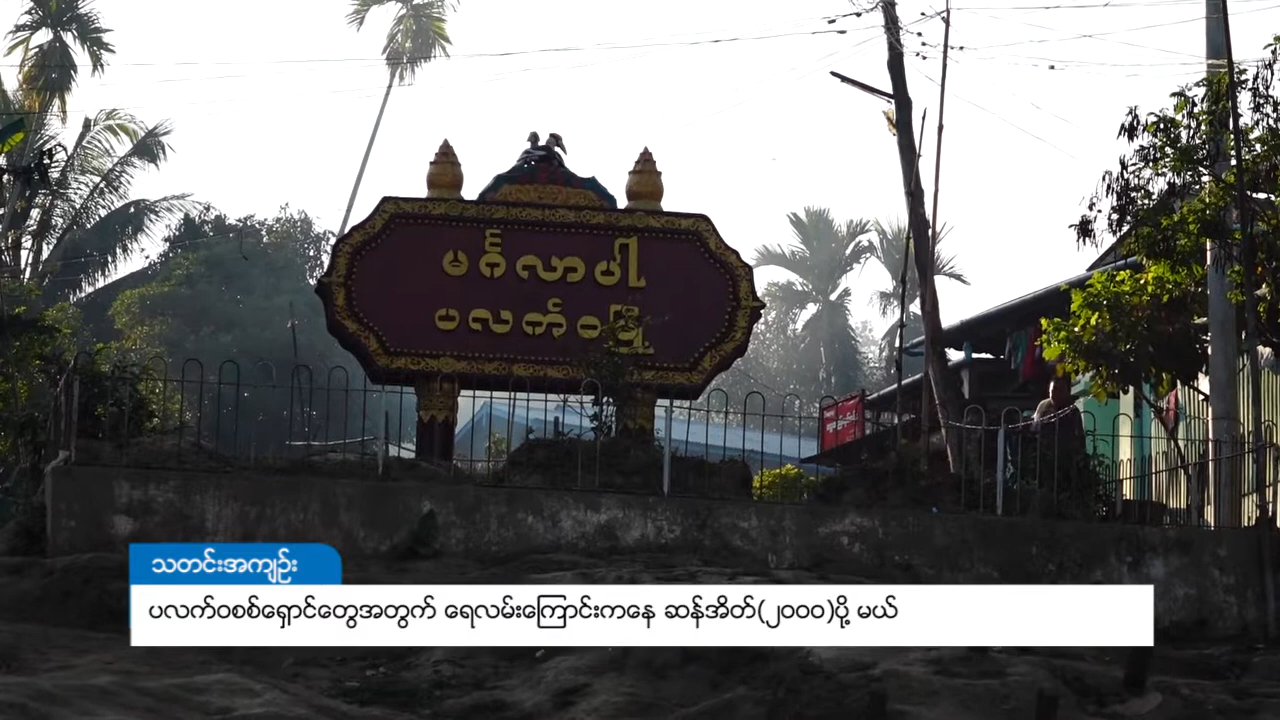 မင်္ဂလာပါ
ပလက်ဝမြို့
သတင်းအကျဉ်း
ပလက်ဝစစ်ရှောင်တွေအတွက် ရေလမ်းကြောင်းကနေ ဆန်အိတ်(၂၀၀၀)ပို့ မယ်